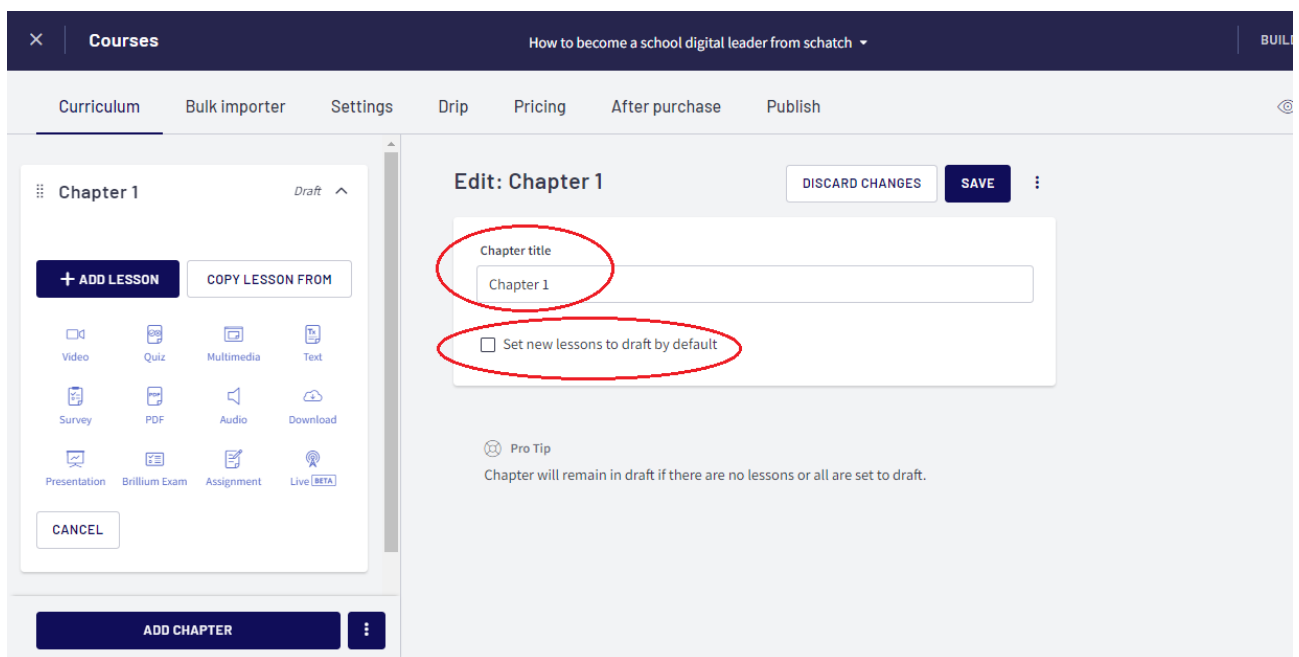 Courses
How to become a school digital leader from schatch
BUILD
Curriculum Bulk importer Settings Drip Pricing After purchase Publish
Chapter 1 Draft
+ ADD LESSON COPY LESSON FROM
Video Quiz Multimedia Text
Survey PDF Audio Download
Presentation Brillium Exam Assignment Live BETA
CANCEL
ADD CHAPTER
Edit: Chapter 1 DISCARD CHANGES SAVE
Chapter title
Chapter 1
Set new lessons to draft by default
Pro Tip
Chapter will remain in draft if there are no lessons or all are set to draft.